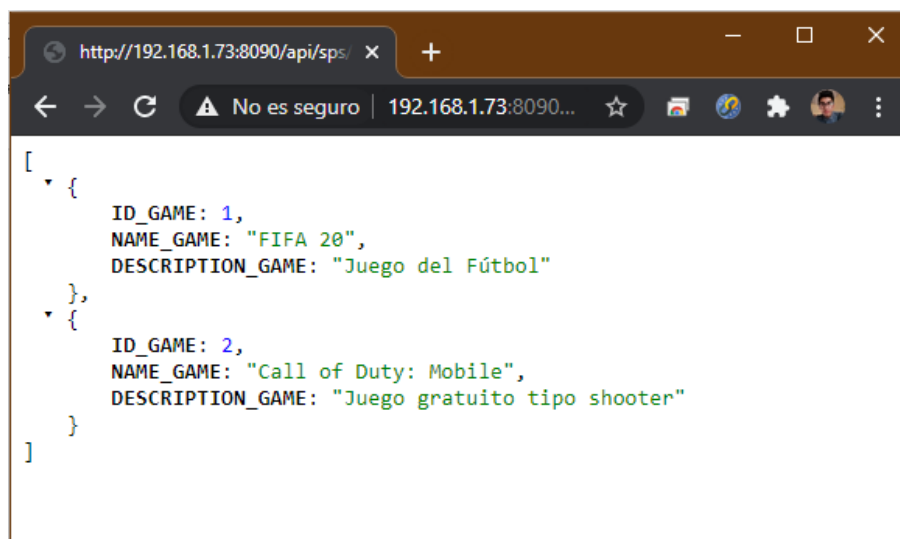 http://192.168.1.73:8090/api/sps/
No es seguro | 192.168.1.73:8090...
[
{
ID_GAME: 1,
NAME_GAME: "FIFA 20",
DESCRIPTION_GAME: "Juego del Fútbol"
},
{
ID_GAME: 2,
NAME_GAME: "Call of Duty: Mobile",
DESCRIPTION_GAME: "Juego gratuito tipo shooter"
}
]